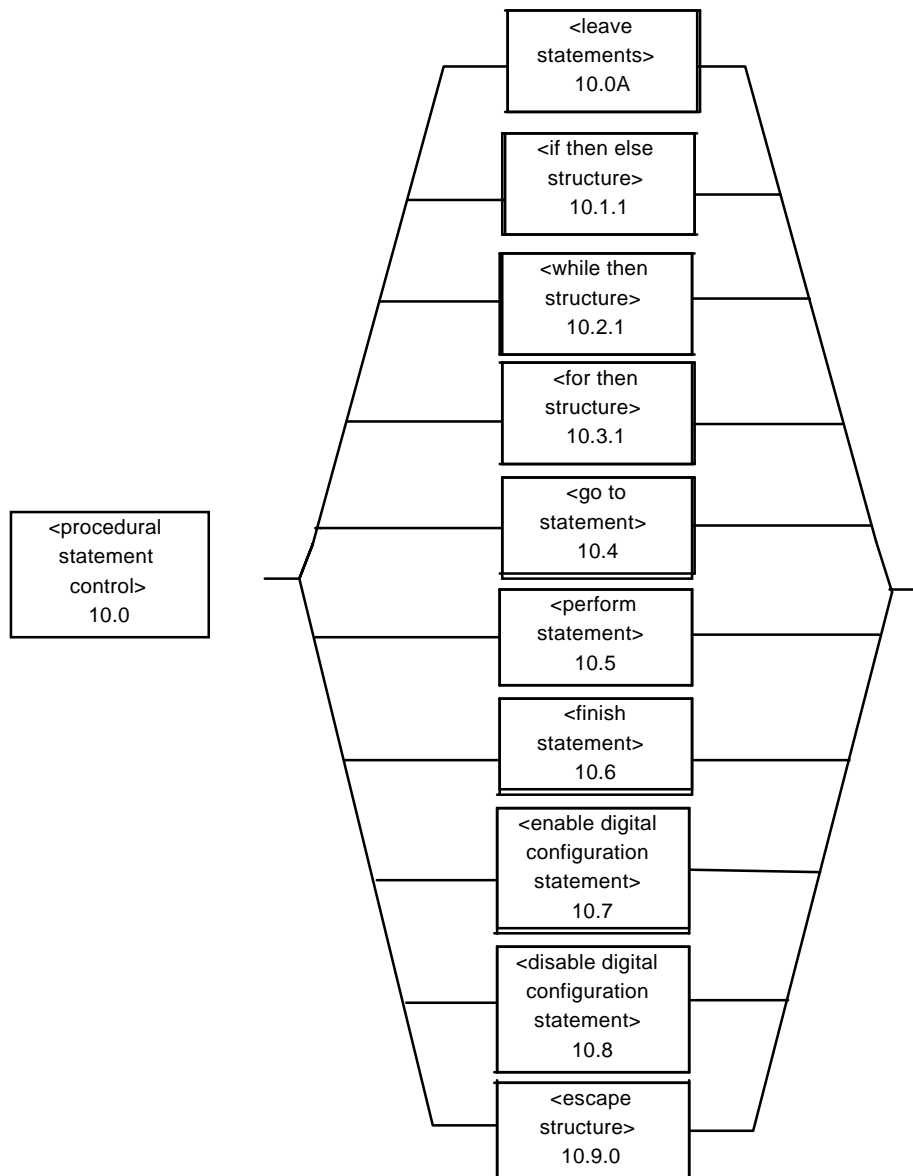 <leave
statements>
10.0A
<if then else
structure>
10.1.1
<while then
structure>
10.2.1
<for then
structure>
10.3.1
<go to
statement>
10.4
<procedural
statement
control>
10.0
<perform
statement>
10.5
<finish
statement>
10.6
<enable digital
configuration
statement>
10.7
<disable digital
configuration
statement>
10.8
<escape
structure>
10.9.0